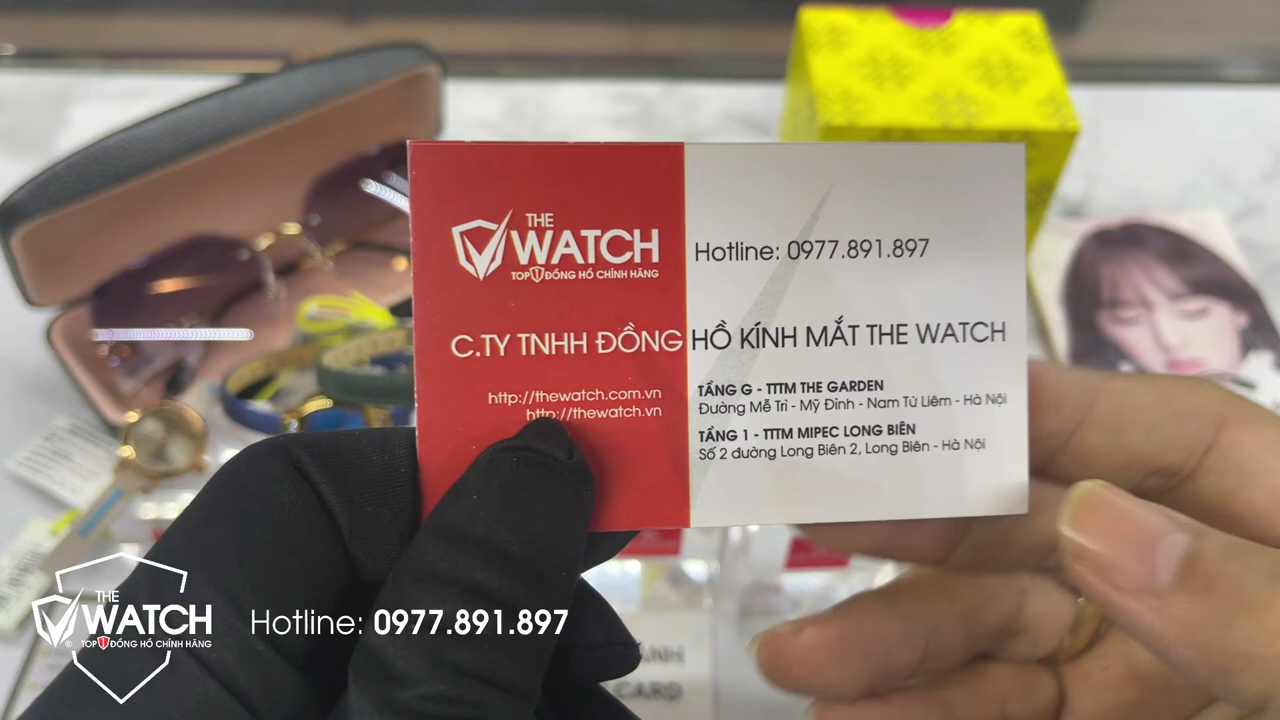 THE
WATCH
TOP 1 ĐỒNG HỒ CHÍNH HÃNG
Hotline: 0977.891.897
C.TY TNHH ĐỒNG HỒ KÍNH MẮT THE WATCH
http://thewatch.com.vn
http://thewatch.vn
TẦNG G - TTTM THE GARDEN
Đường Mễ Trì - Mỹ Đình - Nam Từ Liêm - Hà Nội
TẦNG 1 - TTTM MIPEC LONG BIÊN
Số 2 đường Long Biên 2, Long Biên - Hà Nội
THE
WATCH
®
TOP 1 ĐỒNG HỒ CHÍNH HÃNG
Hotline: 0977.891.897
CARD